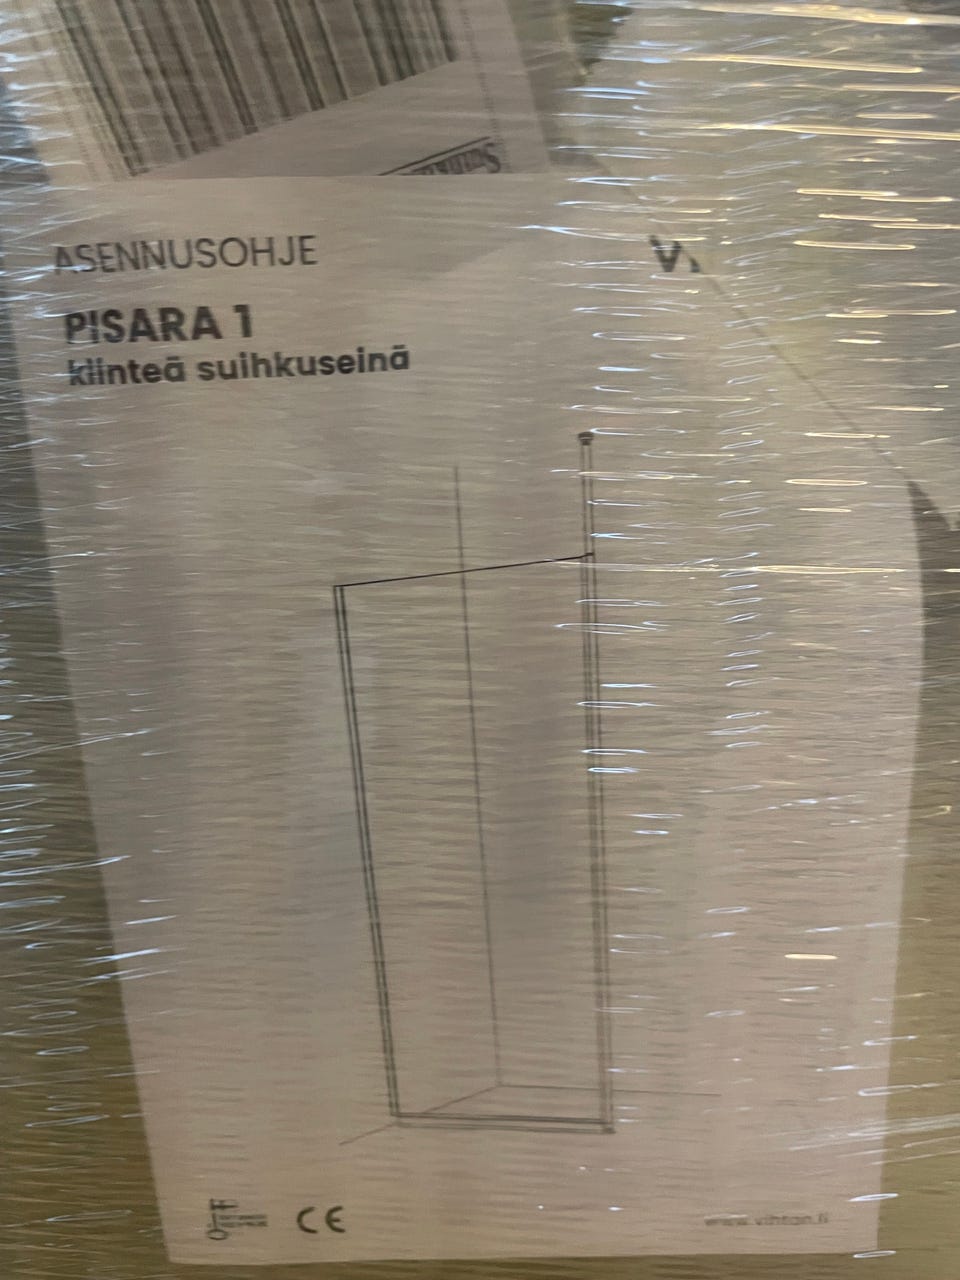 ASENNUSOHJE
PISARA 1
kiinteä suihkuseinä
CE
www.vihtan.fi